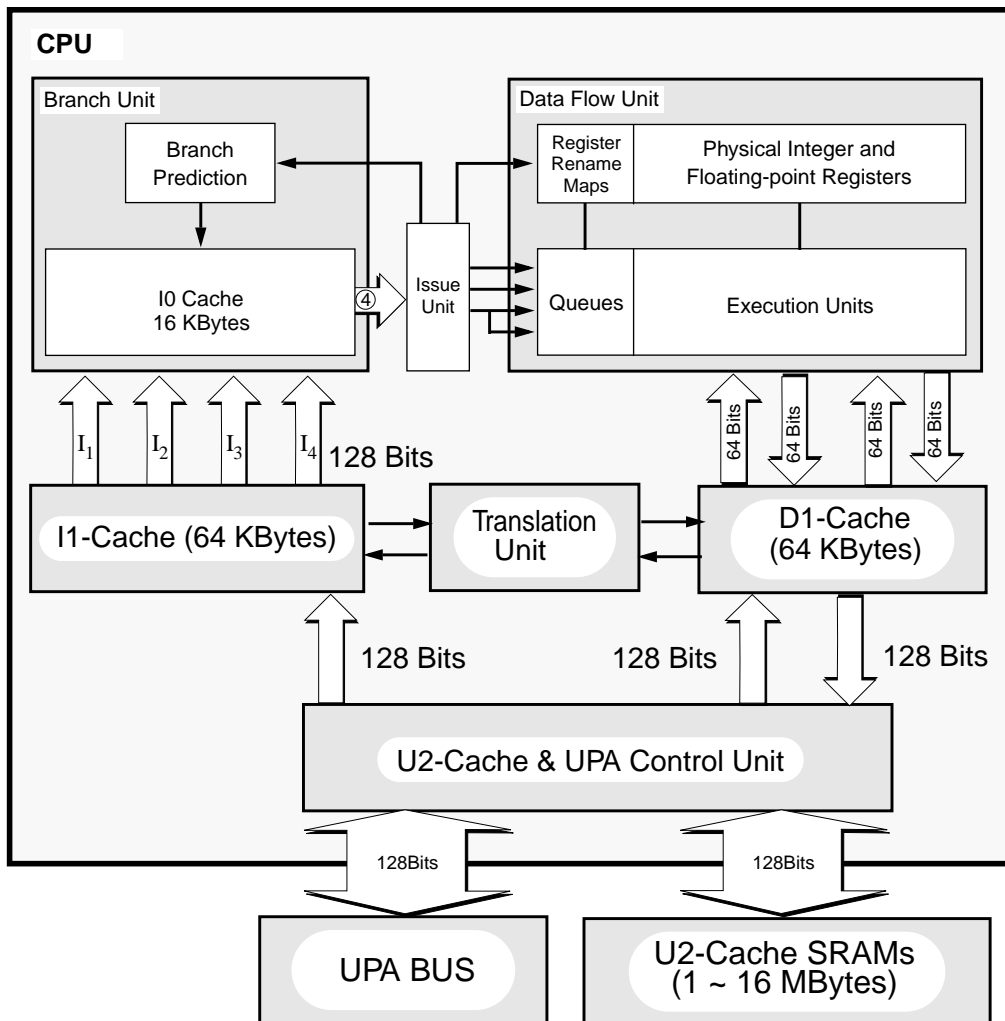 CPU
Branch Unit
Branch
Prediction
I0 Cache
16 KBytes
4
Issue
Unit
Data Flow Unit
Register
Rename
Maps
Physical Integer and
Floating-point Registers
Queues
Execution Units
I1
I2
I3
I4
128 Bits
64 Bits
64 Bits
64 Bits
64 Bits
I1-Cache (64 KBytes)
Translation
Unit
D1-Cache
(64 KBytes)
128 Bits
128 Bits
128 Bits
U2-Cache & UPA Control Unit
128Bits
128Bits
UPA BUS
U2-Cache SRAMs
(1 ~ 16 MBytes)